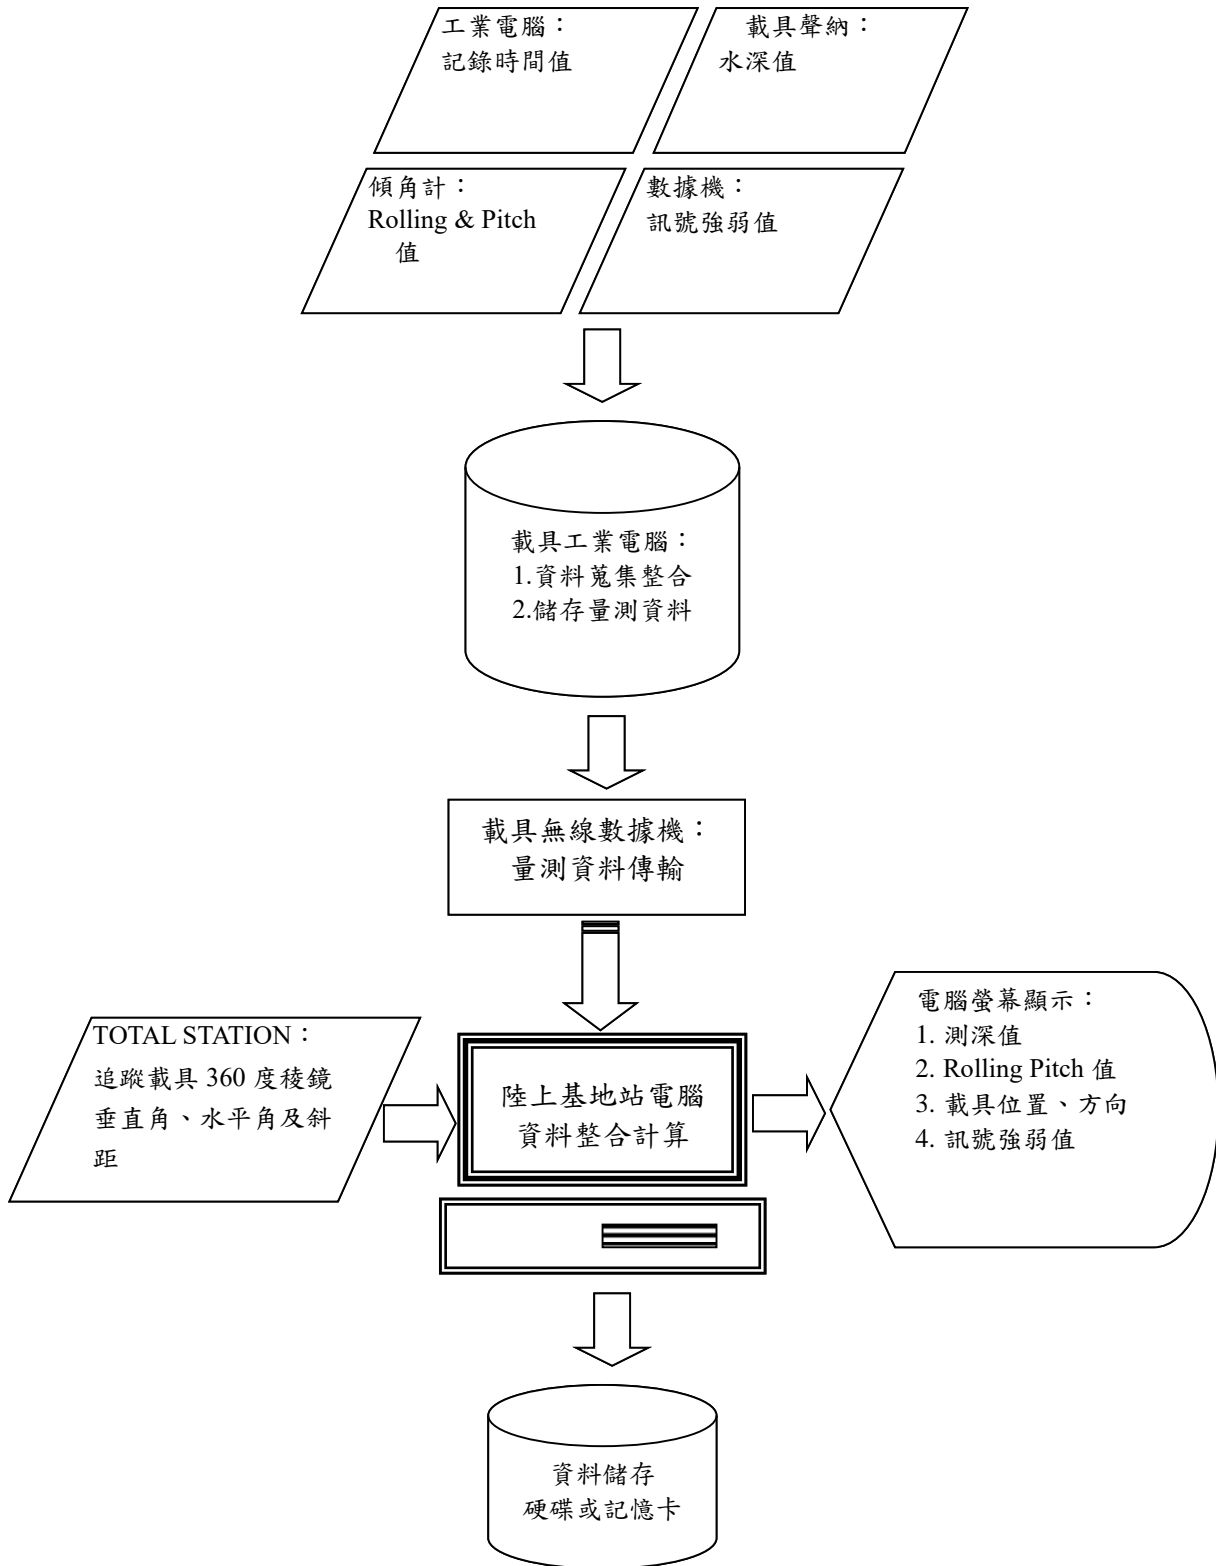 工業電腦：
記錄時間值
載具聲納：
水深值
傾角計：
Rolling & Pitch
值
數據機：
訊號強弱值
載具工業電腦：
1.資料蒐集整合
2.儲存量測資料
載具無線數據機：
量測資料傳輸
TOTAL STATION：
追蹤載具 360 度稜鏡
垂直角、水平角及斜
距
陸上基地站電腦
資料整合計算
電腦螢幕顯示：
1. 測深值
2. Rolling Pitch 值
3. 載具位置、方向
4. 訊號強弱值
資料儲存
硬碟或記憶卡